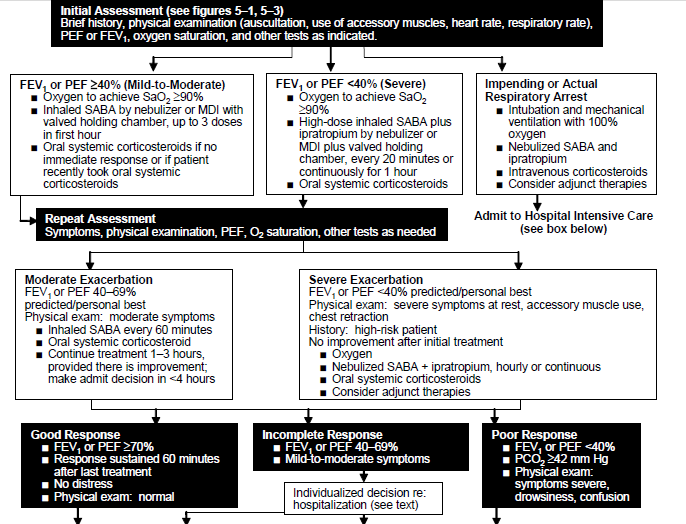 Initial Assessment (see figures 5–1, 5–3)
Brief history, physical examination (auscultation, use of accessory muscles, heart rate, respiratory rate),
PEF or FEV₁, oxygen saturation, and other tests as indicated.
FEV₁ or PEF ≥40% (Mild-to-Moderate)
■ Oxygen to achieve SaO₂ ≥90%
■ Inhaled SABA by nebulizer or MDI with
valved holding chamber, up to 3 doses
in first hour
■ Oral systemic corticosteroids if no
immediate response or if patient
recently took oral systemic
corticosteroids
FEV₁ or PEF <40% (Severe)
■ Oxygen to achieve SaO₂
≥90%
■ High-dose inhaled SABA plus
ipratropium by nebulizer or
MDI plus valved holding
chamber, every 20 minutes or
continuously for 1 hour
■ Oral systemic corticosteroids
Impending or Actual
Respiratory Arrest
■ Intubation and mechanical
ventilation with 100%
oxygen
■ Nebulized SABA and
ipratropium
■ Intravenous corticosteroids
■ Consider adjunct therapies
Admit to Hospital Intensive Care
(see box below)
Repeat Assessment
Symptoms, physical examination, PEF, O₂ saturation, other tests as needed
Moderate Exacerbation
FEV₁ or PEF 40–69%
predicted/personal best
Physical exam: moderate symptoms
■ Inhaled SABA every 60 minutes
■ Oral systemic corticosteroid
■ Continue treatment 1–3 hours,
provided there is improvement;
make admit decision in <4 hours
Severe Exacerbation
FEV₁ or PEF <40% predicted/personal best
Physical exam: severe symptoms at rest, accessory muscle use,
chest retraction
History: high-risk patient
No improvement after initial treatment
■ Oxygen
■ Nebulized SABA + ipratropium, hourly or continuous
■ Oral systemic corticosteroids
■ Consider adjunct therapies
Good Response
■ FEV₁ or PEF ≥70%
■ Response sustained 60 minutes
after last treatment
■ No distress
■ Physical exam: normal
Incomplete Response
■ FEV₁ or PEF 40–69%
■ Mild-to-moderate symptoms
Poor Response
■ FEV₁ or PEF <40%
■ PCO₂ ≥42 mm Hg
■ Physical exam:
symptoms severe,
drowsiness, confusion
Individualized decision re:
hospitalization (see text)